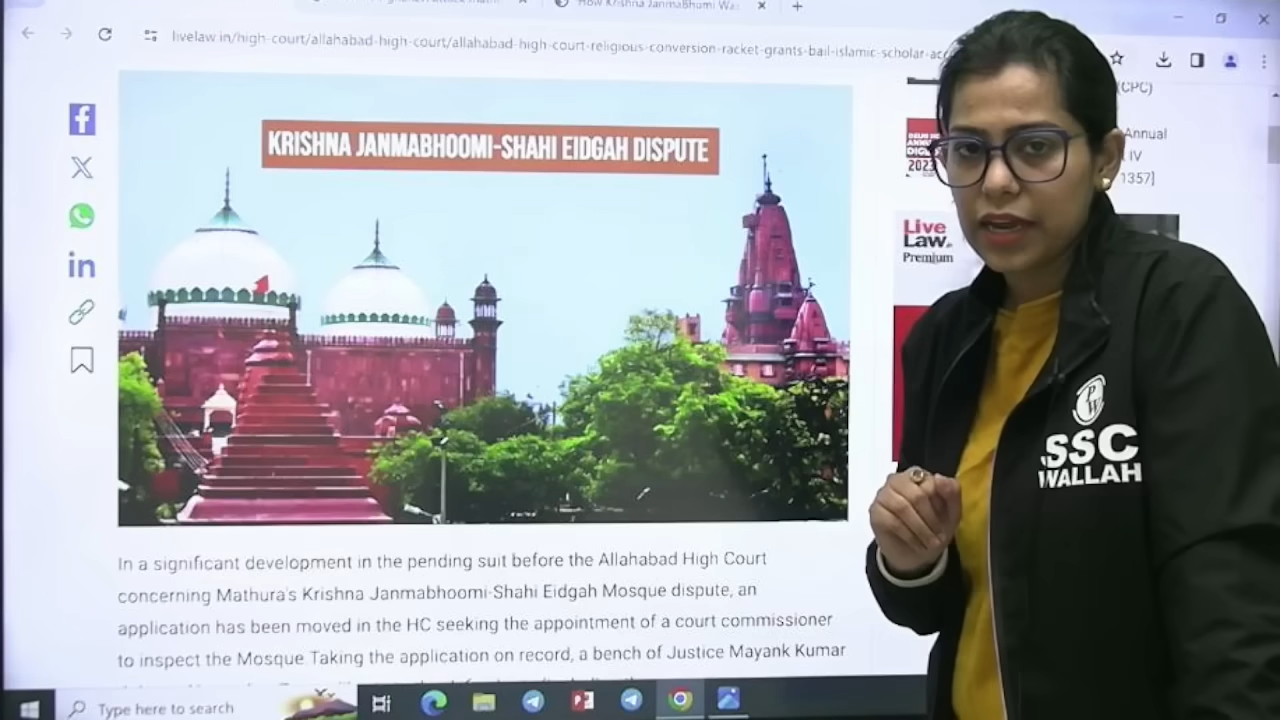 How Krishna JanmaBhumi Wa
livelaw.in/high-court/allahabad-high-court/allahabad-high-court-religious-conversion-racket-grants-bail-islamic-scholar-acc
(CPC)
Annual
IV
1357]
2023
KRISHNA JANMABHOOMI-SHAHI EIDGAH DISPUTE
Live
Law.in
Premium
PW
SSC
WALLAH
In a significant development in the pending suit before the Allahabad High Court
concerning Mathura's Krishna Janmabhoomi-Shahi Eidgah Mosque dispute, an
application has been moved in the HC seeking the appointment of a court commissioner
to inspect the Mosque Taking the application on record, a bench of Justice Mayank Kumar
Type here to search